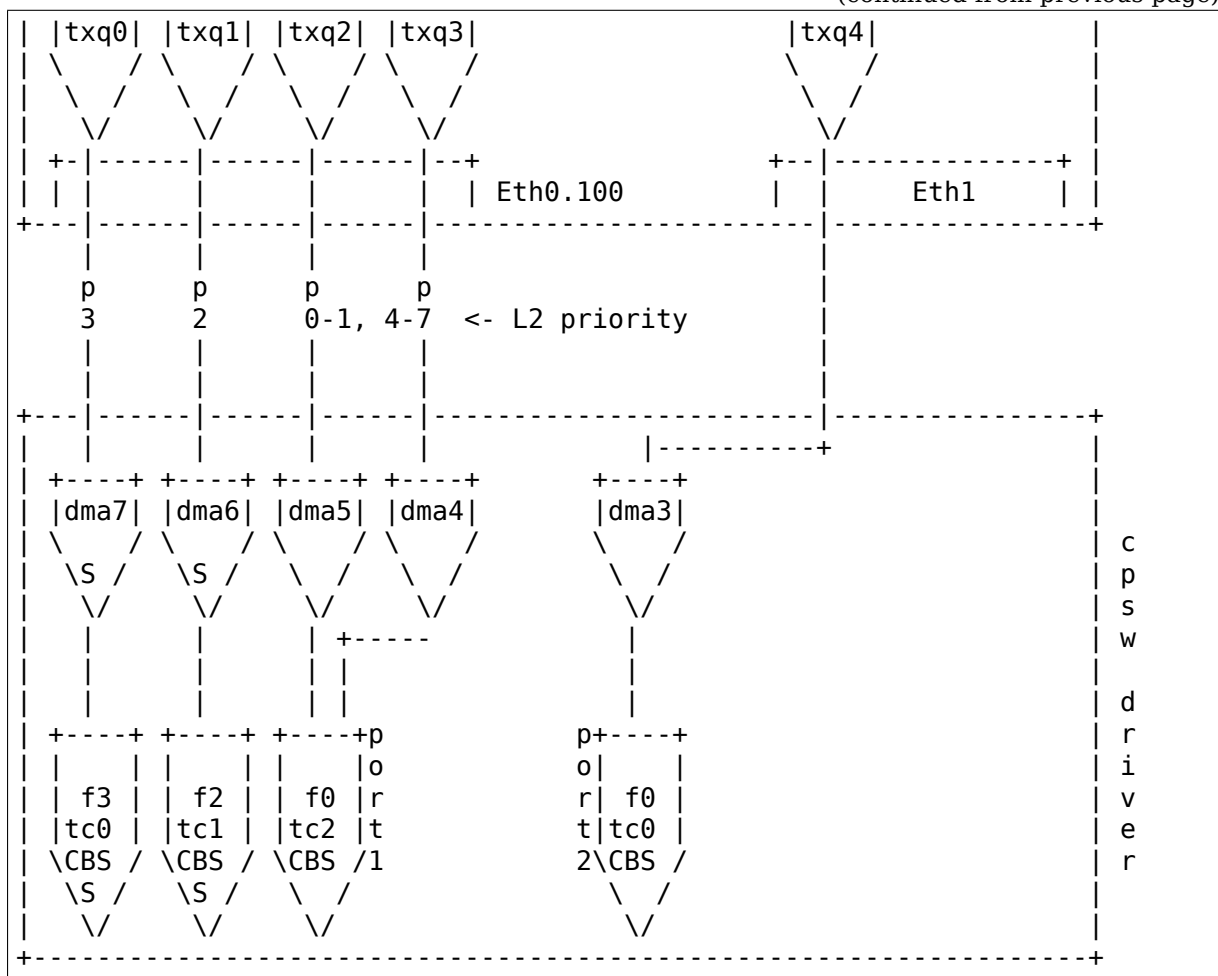 (continued from previous page)
| |txq0| |txq1| |txq2| |txq3|                    |txq4|              |
| \    / \    / \    / \    /                    \    /              |
|  \  /   \  /   \  /   \  /                      \  /               |
|   \/     \/     \/     \/                        \/                |
| +-|------|------|------|--+                   +--|--------------+ |
| | |      |      |      |  | Eth0.100          |  |     Eth1     | |
+---|------|------|------|------------------------|----------------+
    |      |      |      |                        |
    p      p      p      p                        |
    3      2      0-1, 4-7  <- L2 priority        |
    |      |      |      |                        |
    |      |      |      |                        |
+---|------|------|------|------------------------|----------------+
|   |      |      |      |             |----------+                |
| +----+ +----+ +----+ +----+       +----+                         |
| |dma7| |dma6| |dma5| |dma4|       |dma3|                         |
| \    / \    / \    / \    /       \    /                         | c
|  \S /   \S /   \  /   \  /         \  /                          | p
|   \/     \/     \/     \/           \/                           | s
|   |      |      | +-----            |                            | w
|   |      |      | |                 |                            |
|   |      |      | |                 |                            | d
| +----+ +----+ +----+p            p+----+                         | r
| |    | |    | |    |o            o|    |                         | i
| | f3 | | f2 | | f0 |r            r| f0 |                         | v
| |tc0 | |tc1 | |tc2 |t            t|tc0 |                         | e
| \CBS / \CBS / \CBS /1            2\CBS /                         | r
|  \S /   \S /   \  /                \  /                          |
|   \/     \/     \/                  \/                           |
+------------------------------------------------------------------+